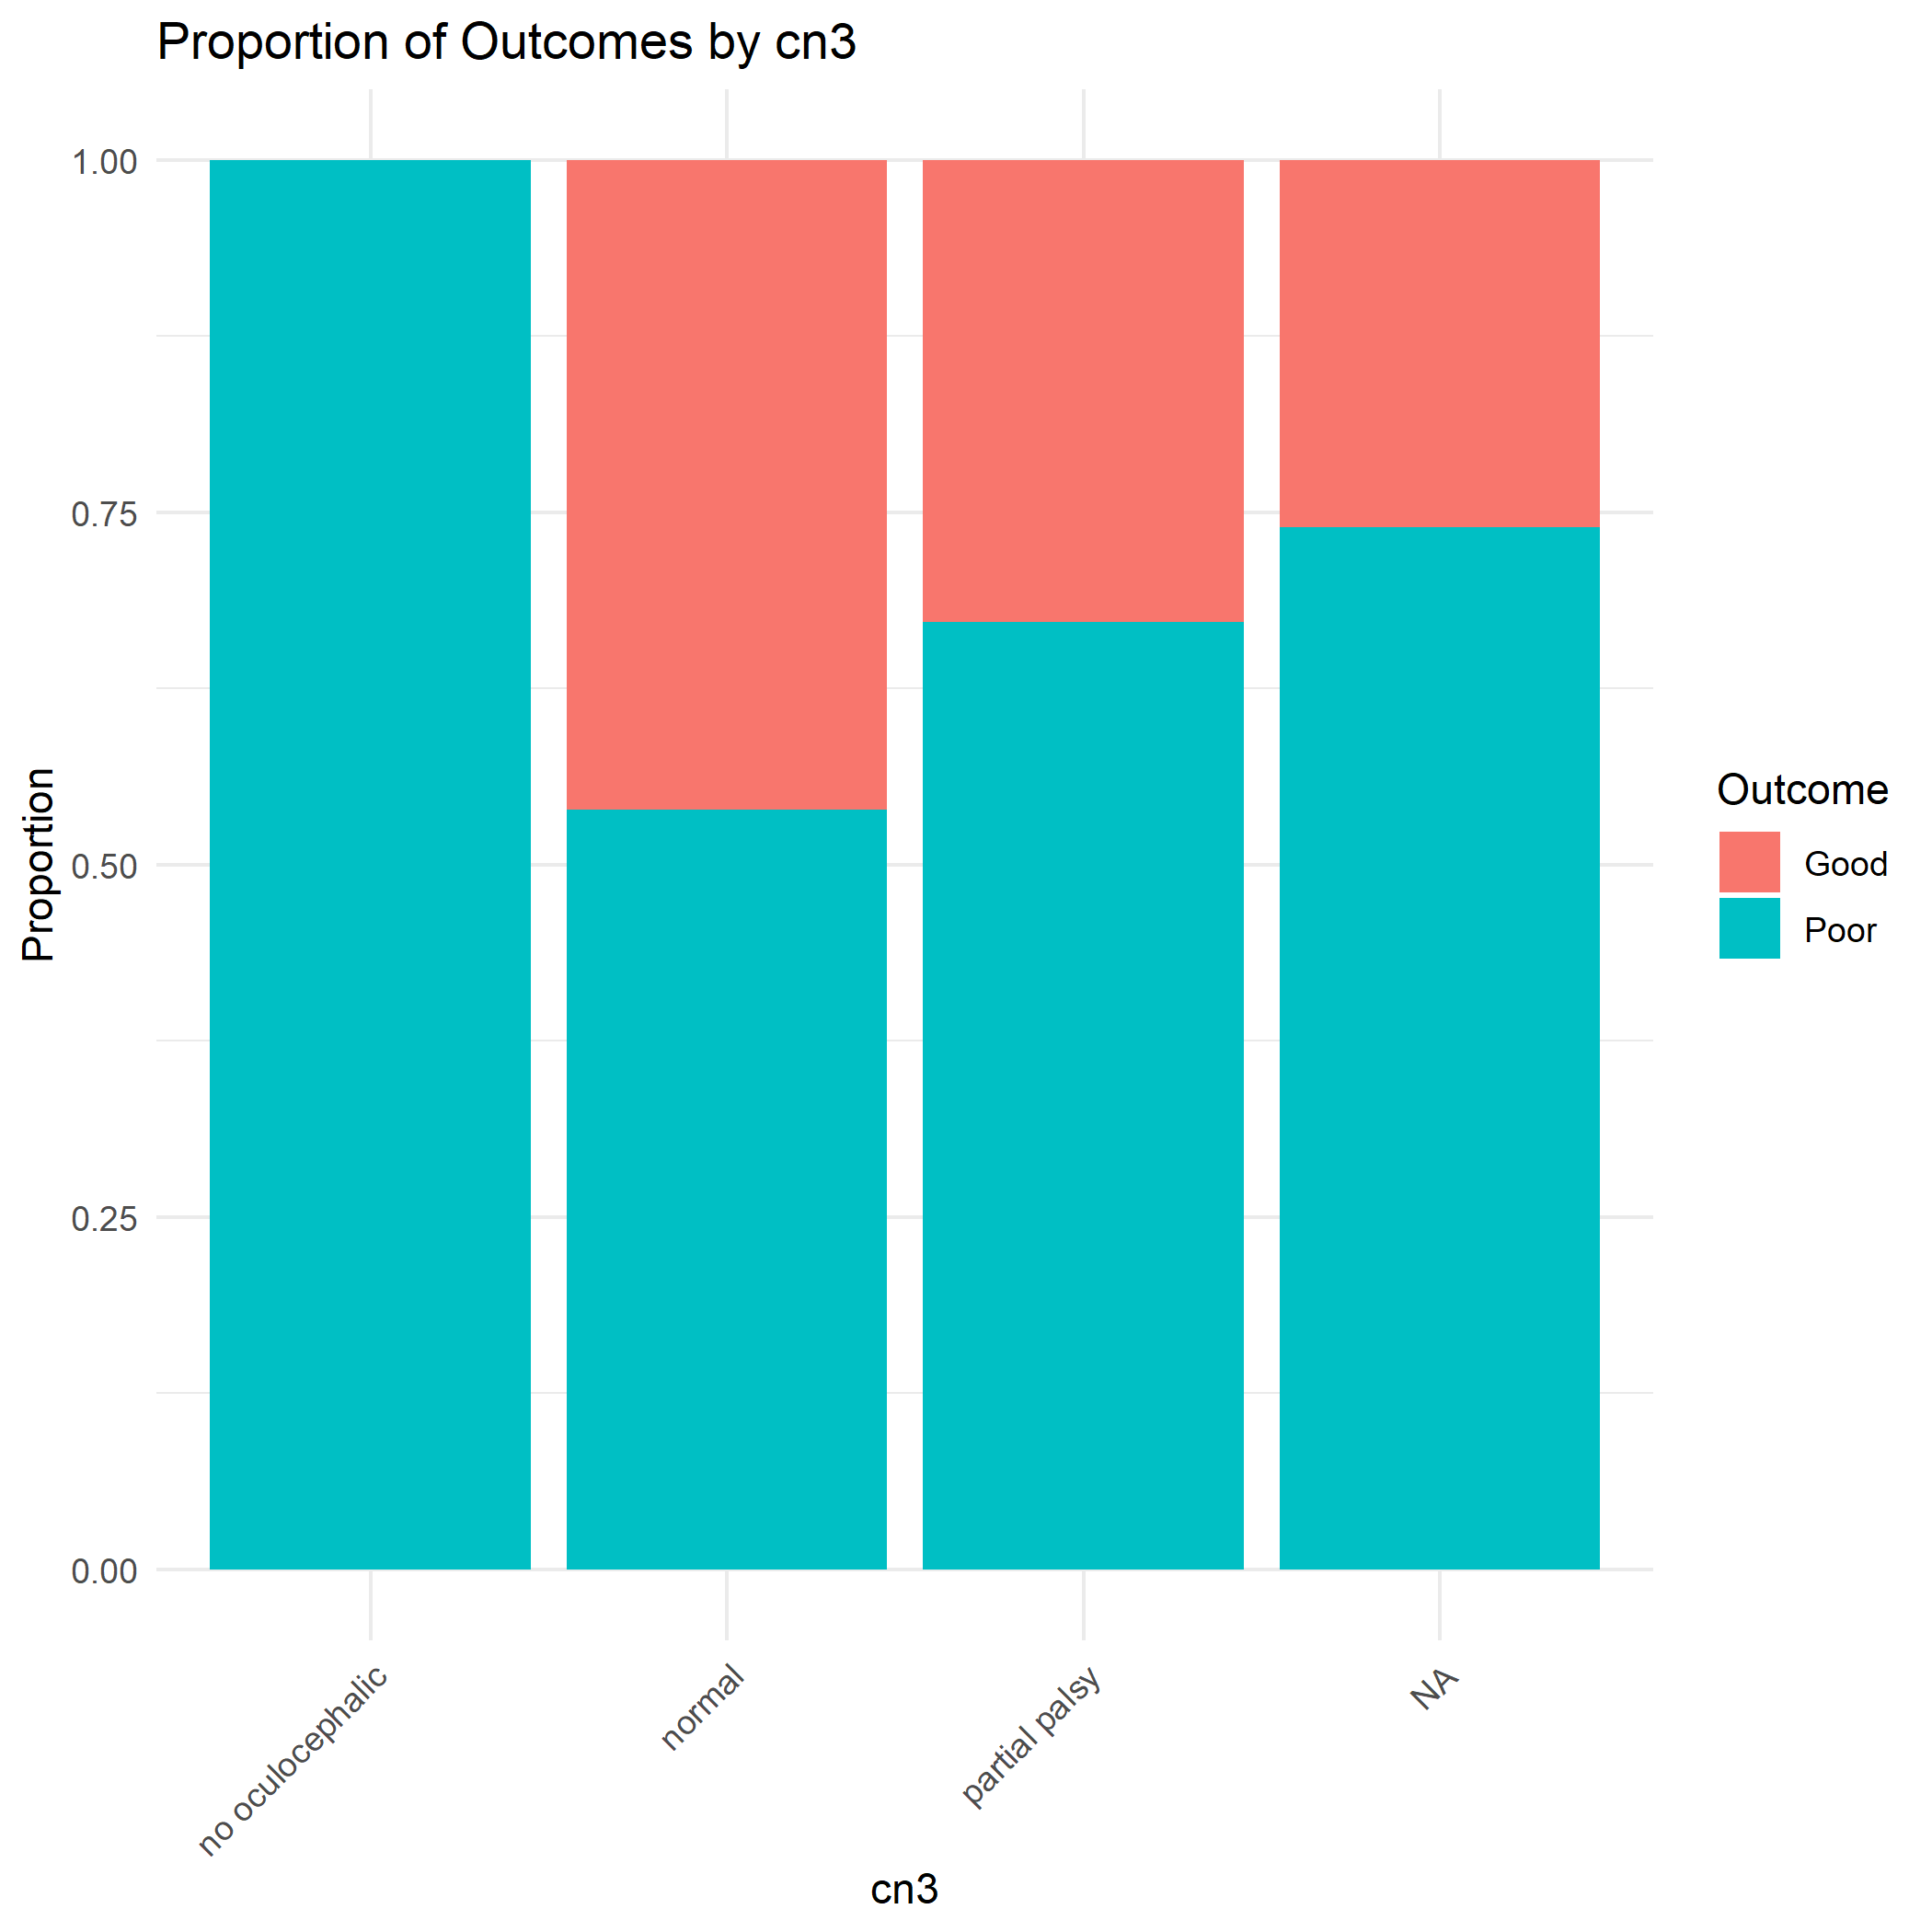 Proportion of Outcomes by cn3
1.00
0.75
0.50
0.25
0.00
Proportion
no oculocephalic
normal
partial palsy
NA
cn3
Outcome
Good
Poor